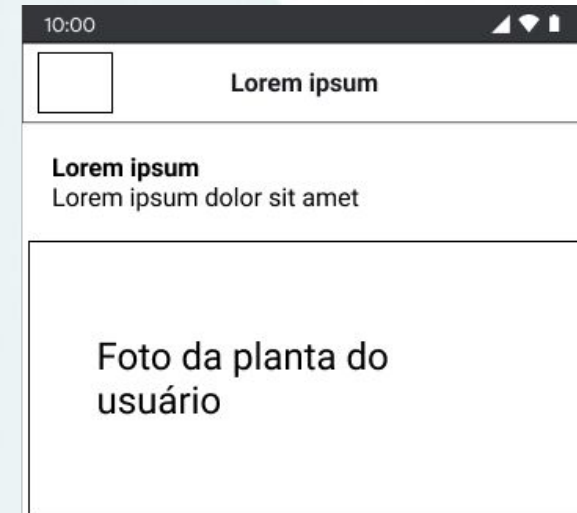 10:00
Lorem ipsum
Lorem ipsum
Lorem ipsum dolor sit amet
Foto da planta do
usuário